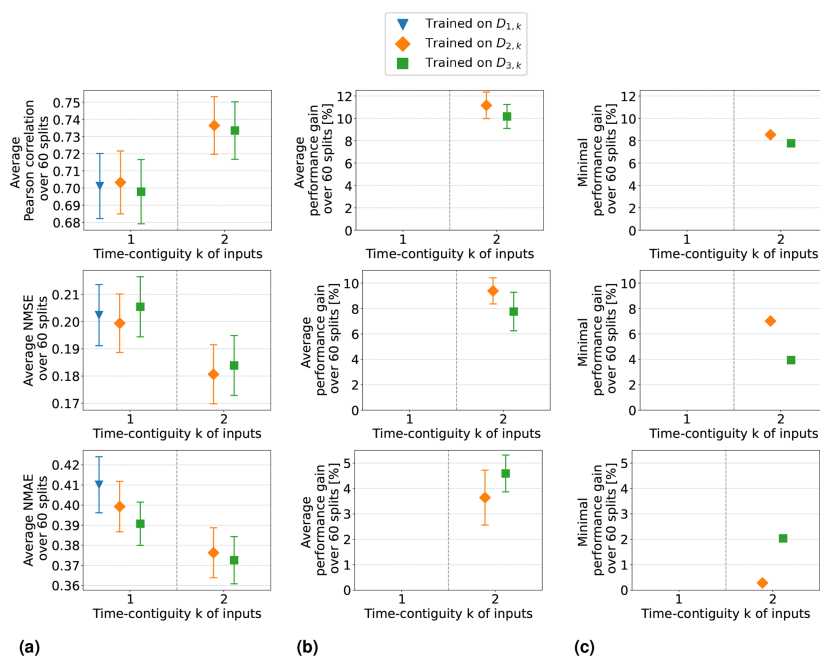 Trained on D1,k
Trained on D2,k
Trained on D3,k
Average
Pearson correlation
over 60 splits
0.75
0.74
0.73
0.72
0.71
0.70
0.69
0.68
1
2
Time-contiguity k of inputs
Average
performance gain
over 60 splits [%]
12
10
8
6
4
2
0
1
2
Time-contiguity k of inputs
Minimal
performance gain
over 60 splits [%]
12
10
8
6
4
2
0
1
2
Time-contiguity k of inputs
Average NMSE
over 60 splits
0.21
0.20
0.19
0.18
0.17
1
2
Time-contiguity k of inputs
Average
performance gain
over 60 splits [%]
10
8
6
4
2
0
1
2
Time-contiguity k of inputs
Minimal
performance gain
over 60 splits [%]
10
8
6
4
2
0
1
2
Time-contiguity k of inputs
Average NMAE
over 60 splits
0.42
0.41
0.40
0.39
0.38
0.37
0.36
1
2
Time-contiguity k of inputs
Average
performance gain
over 60 splits [%]
5
4
3
2
1
0
1
2
Time-contiguity k of inputs
Minimal
performance gain
over 60 splits [%]
5
4
3
2
1
0
1
2
Time-contiguity k of inputs
(a)
(b)
(c)